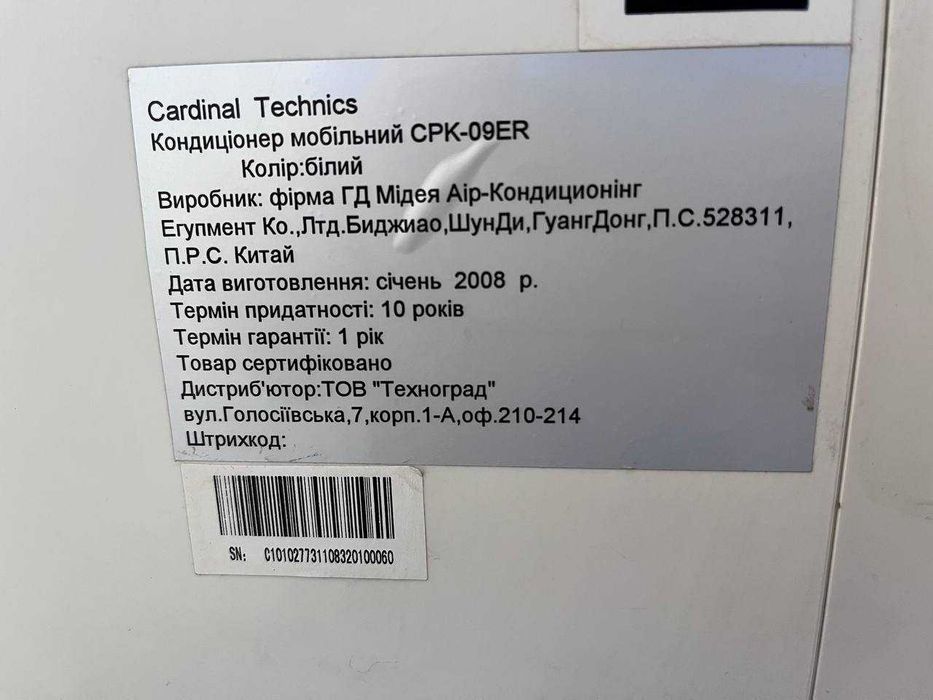 Cardinal Technics
Кондиціонер мобільний CPK-09ER
Колір:білий
Виробник: фірма ГД Мідея Аір-Кондиционінг
Егупмент Ко.,Лтд.Биджиао,ШунДи,ГуангДонг,П.С.528311,
П.Р.С. Китай
Дата виготовлення: січень 2008 р.
Термін придатності: 10 років
Термін гарантії: 1 рік
Товар сертифіковано
Дистриб'ютор:ТОВ "Техноград"
вул.Голосіївська,7,корп.1-А,оф.210-214
Штрихкод:
SN: C101027731108320100060